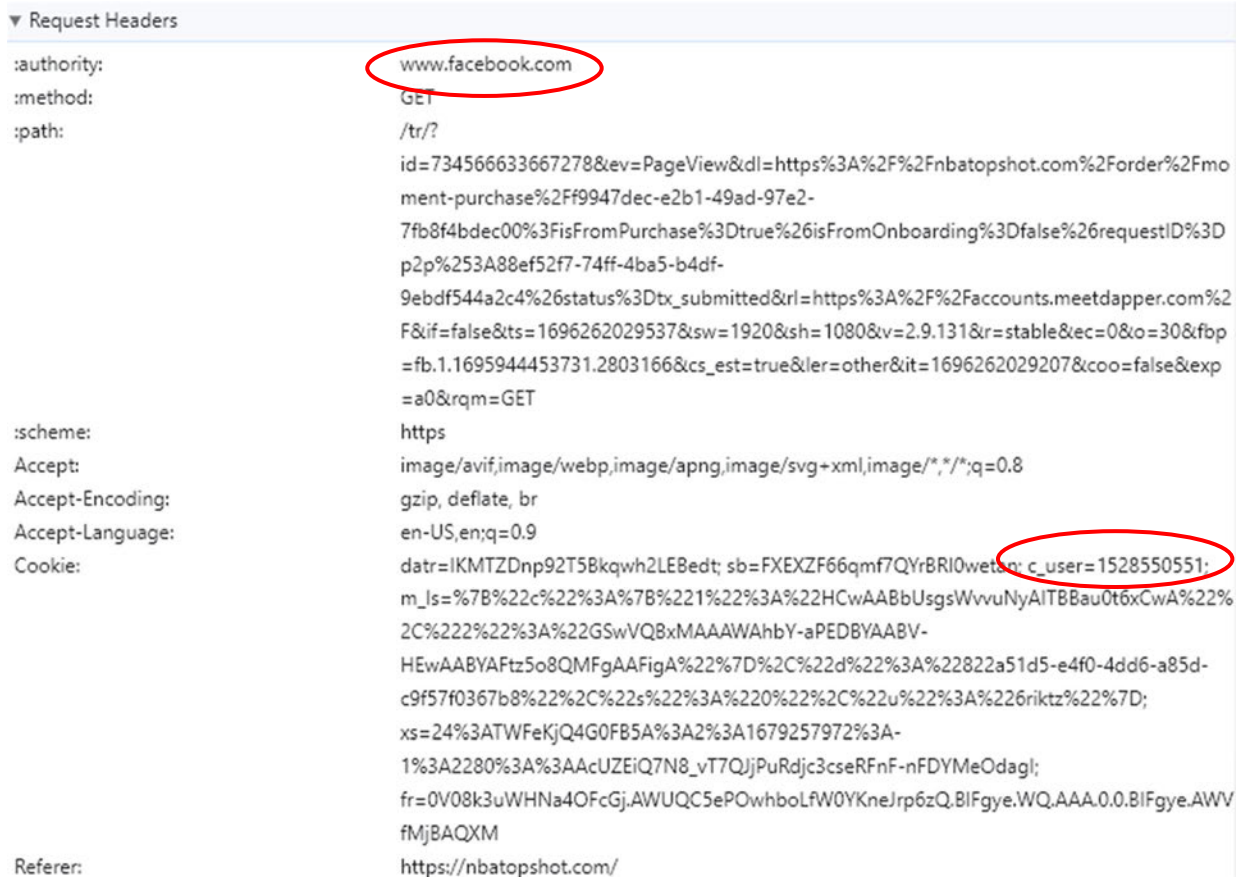 ▼ Request Headers
:authority: www.facebook.com
:method: GET
:path: /tr/?
id=734566633667278&ev=PageView&dl=https%3A%2F%2Fnbatopshot.com%2Forder%2Fmo
ment-purchase%2Ff9947dec-e2b1-49ad-97e2-
7fb8f4bdec00%3FisFromPurchase%3Dtrue%26isFromOnboarding%3Dfalse%26requestID%3D
p2p%253A88ef52f7-74ff-4ba5-b4df-
9ebdf544a2c4%26status%3Dtx_submitted&rl=https%3A%2F%2Faccounts.meetdapper.com%2
F&if=false&ts=1696262029537&sw=1920&sh=1080&v=2.9.131&r=stable&ec=0&o=30&fbp
=fb.1.1695944453731.2803166&cs_est=true&ler=other&it=1696262029207&coo=false&exp
=a0&rqm=GET
:scheme: https
Accept: image/avif,image/webp,image/apng,image/svg+xml,image/*,*/*;q=0.8
Accept-Encoding: gzip, deflate, br
Accept-Language: en-US,en;q=0.9
Cookie: datr=IKMTZDnp92T5Bkqwh2LEBedt; sb=FXEXZF66qmf7QYrBRI0wetan; c_user=1528550551;
m_ls=%7B%22c%22%3A%7B%221%22%3A%22HCwAABbUsgsWvvuNyAITBBau0t6xCwA%22%
2C%222%22%3A%22GSwVQBxMAAAWAhbY-aPEDBYAABV-
HEwAABYAFtz5o8QMFgAAFigA%22%7D%2C%22d%22%3A%22822a51d5-e4f0-4dd6-a85d-
c9f57f0367b8%22%2C%22s%22%3A%220%22%2C%22u%22%3A%226riktz%22%7D;
xs=24%3ATWFeKjQ4G0FB5A%3A2%3A1679257972%3A-
1%3A2280%3A%3AAcUZEiQ7N8_vT7QJjPuRdjc3cseRFnF-nFDYMeOdagI;
fr=0V08k3uWHNa4OFcGj.AWUQC5ePOwhboLfW0YKneJrp6zQ.BlFgye.WQ.AAA.0.0.BlFgye.AWV
fMjBAQXM
Referer: https://nbatopshot.com/